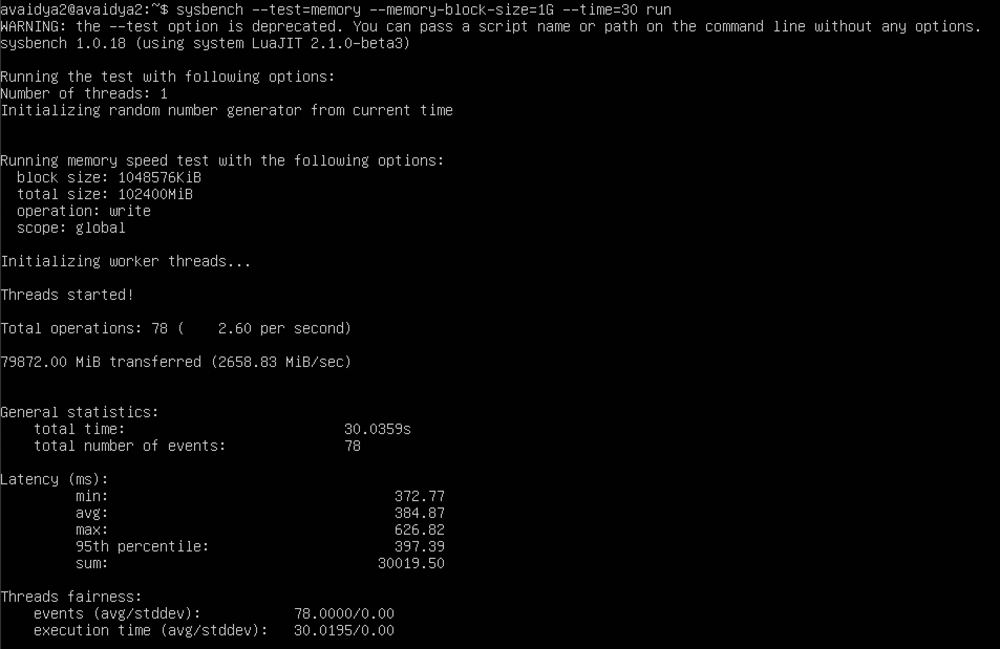 avaidya2@avaidya2:~$ sysbench --test=memory --memory-block-size=1G --time=30 run
WARNING: the --test option is deprecated. You can pass a script name or path on the command line without any options.
sysbench 1.0.18 (using system LuaJIT 2.1.0-beta3)
Running the test with following options:
Number of threads: 1
Initializing random number generator from current time
Running memory speed test with the following options:
block size: 1048576KiB
total size: 102400MiB
operation: write
scope: global
Initializing worker threads...
Threads started!
Total operations: 78 (    2.60 per second)
79872.00 MiB transferred (2658.83 MiB/sec)
General statistics:
total time: 30.0359s
total number of events: 78
Latency (ms):
min: 372.77
avg: 384.87
max: 626.82
95th percentile: 397.39
sum: 30019.50
Threads fairness:
events (avg/stddev): 78.0000/0.00
execution time (avg/stddev): 30.0195/0.00